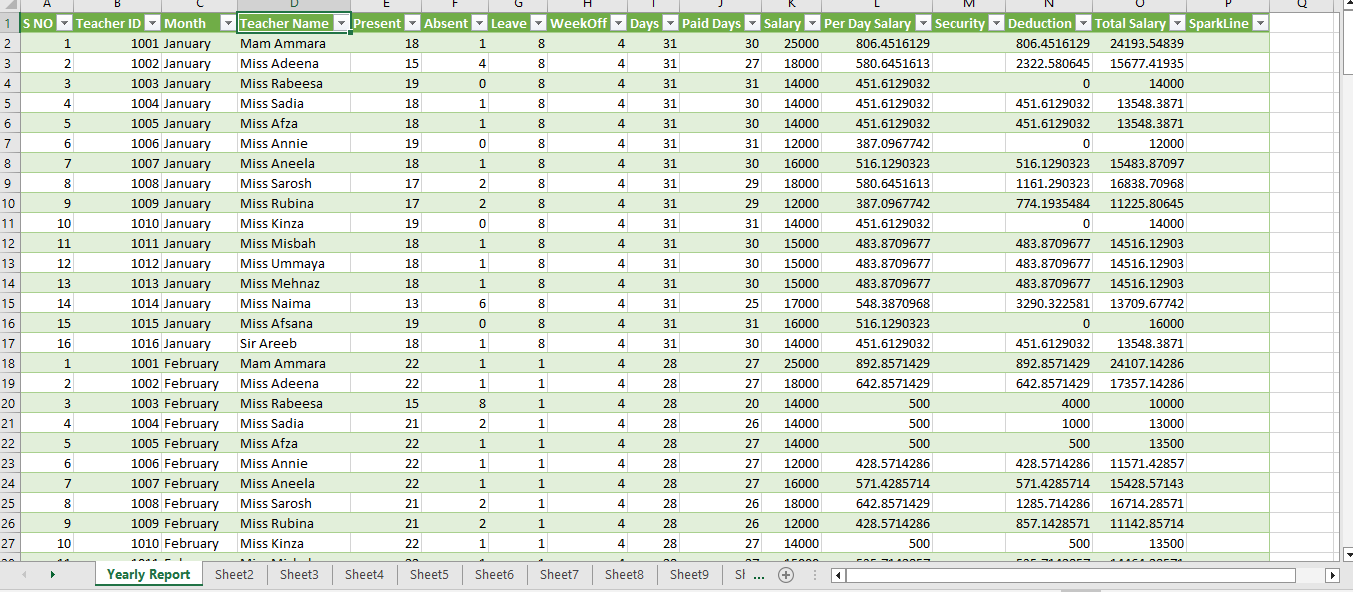 A B C D E F G H I J K L M N O P Q
1 S NO Teacher ID Month Teacher Name Present Absent Leave WeekOff Days Paid Days Salary Per Day Salary Security Deduction Total Salary SparkLine
2 1 1001 January Mam Ammara 18 1 8 4 31 30 25000 806.4516129 806.4516129 24193.54839
3 2 1002 January Miss Adeena 15 4 8 4 31 27 18000 580.6451613 2322.580645 15677.41935
4 3 1003 January Miss Rabeesa 19 0 8 4 31 31 14000 451.6129032 0 14000
5 4 1004 January Miss Sadia 18 1 8 4 31 30 14000 451.6129032 451.6129032 13548.3871
6 5 1005 January Miss Afza 18 1 8 4 31 30 14000 451.6129032 451.6129032 13548.3871
7 6 1006 January Miss Annie 19 0 8 4 31 31 12000 387.0967742 0 12000
8 7 1007 January Miss Aneela 18 1 8 4 31 30 16000 516.1290323 516.1290323 15483.87097
9 8 1008 January Miss Sarosh 17 2 8 4 31 29 18000 580.6451613 1161.290323 16838.70968
10 9 1009 January Miss Rubina 17 2 8 4 31 29 12000 387.0967742 774.1935484 11225.80645
11 10 1010 January Miss Kinza 19 0 8 4 31 31 14000 451.6129032 0 14000
12 11 1011 January Miss Misbah 18 1 8 4 31 30 15000 483.8709677 483.8709677 14516.12903
13 12 1012 January Miss Ummaya 18 1 8 4 31 30 15000 483.8709677 483.8709677 14516.12903
14 13 1013 January Miss Mehnaz 18 1 8 4 31 30 15000 483.8709677 483.8709677 14516.12903
15 14 1014 January Miss Naima 13 6 8 4 31 25 17000 548.3870968 3290.322581 13709.67742
16 15 1015 January Miss Afsana 19 0 8 4 31 31 16000 516.1290323 0 16000
17 16 1016 January Sir Areeb 18 1 8 4 31 30 14000 451.6129032 451.6129032 13548.3871
18 1 1001 February Mam Ammara 22 1 1 4 28 27 25000 892.8571429 892.8571429 24107.14286
19 2 1002 February Miss Adeena 22 1 1 4 28 27 18000 642.8571429 642.8571429 17357.14286
20 3 1003 February Miss Rabeesa 15 8 1 4 28 20 14000 500 4000 10000
21 4 1004 February Miss Sadia 21 2 1 4 28 26 14000 500 1000 13000
22 5 1005 February Miss Afza 22 1 1 4 28 27 14000 500 500 13500
23 6 1006 February Miss Annie 22 1 1 4 28 27 12000 428.5714286 428.5714286 11571.42857
24 7 1007 February Miss Aneela 22 1 1 4 28 27 16000 571.4285714 571.4285714 15428.57143
25 8 1008 February Miss Sarosh 21 2 1 4 28 26 18000 642.8571429 1285.714286 16714.28571
26 9 1009 February Miss Rubina 21 2 1 4 28 26 12000 428.5714286 857.1428571 11142.85714
27 10 1010 February Miss Kinza 22 1 1 4 28 27 14000 500 500 13500
Yearly Report Sheet2 Sheet3 Sheet4 Sheet5 Sheet6 Sheet7 Sheet8 Sheet9 Sh ...